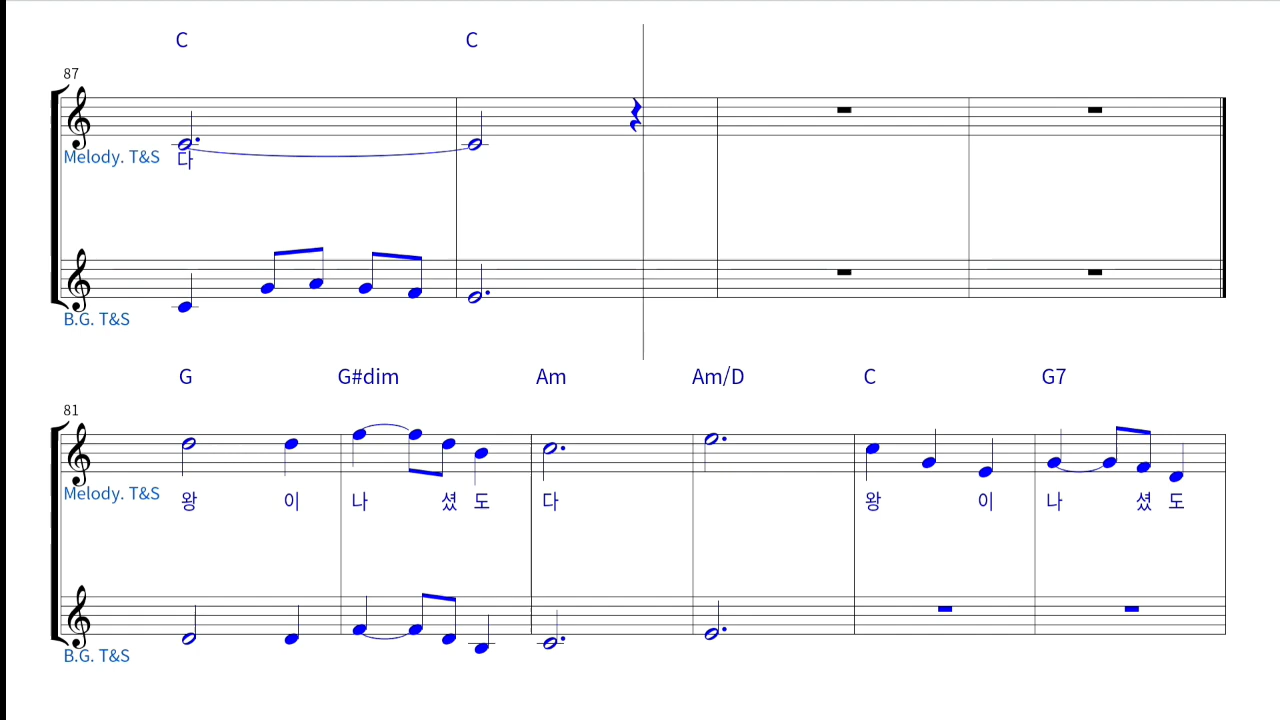 C C
87
Melody. T&S 다
B.G. T&S
G G#dim Am Am/D C G7
81
Melody. T&S 왕 이 나 셨 도 다 왕 이 나 셨 도
B.G. T&S